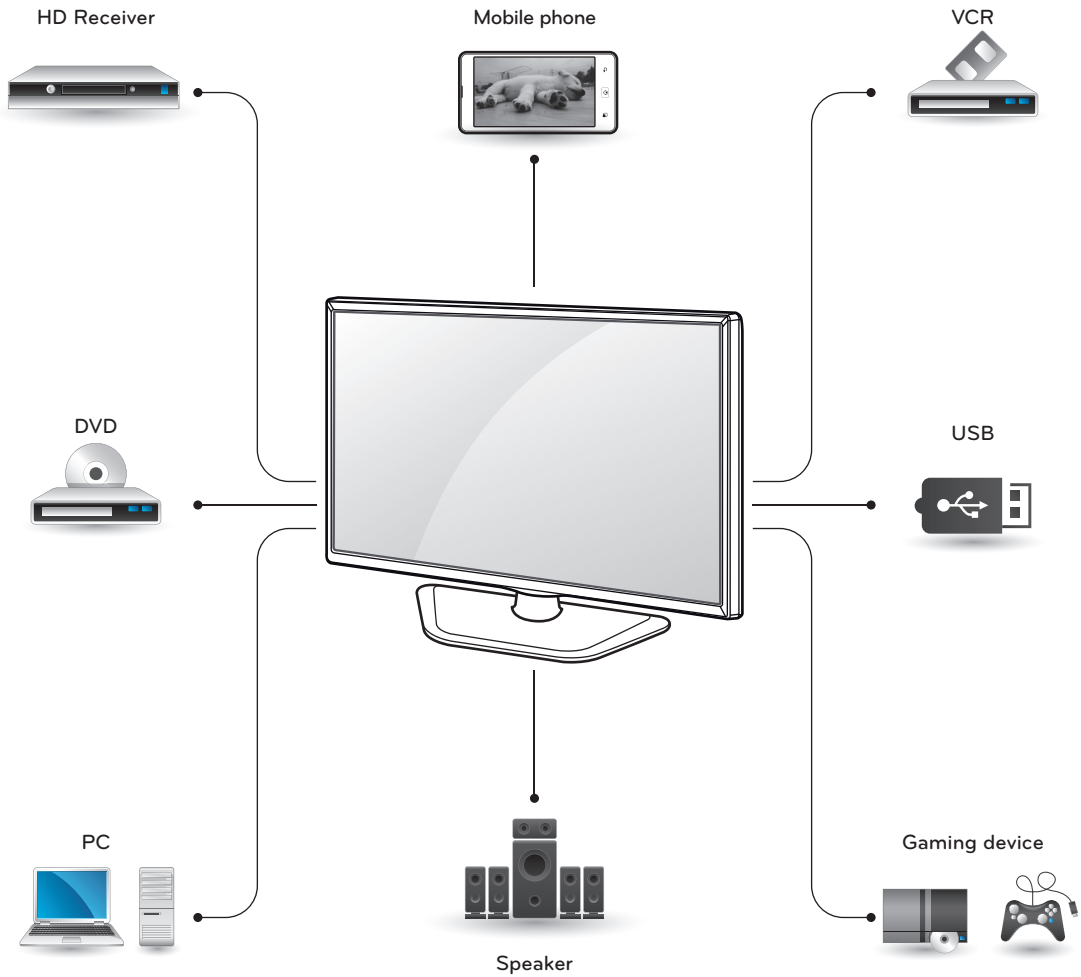 HD Receiver
Mobile phone
VCR
DVD
USB
PC
Gaming device
Speaker